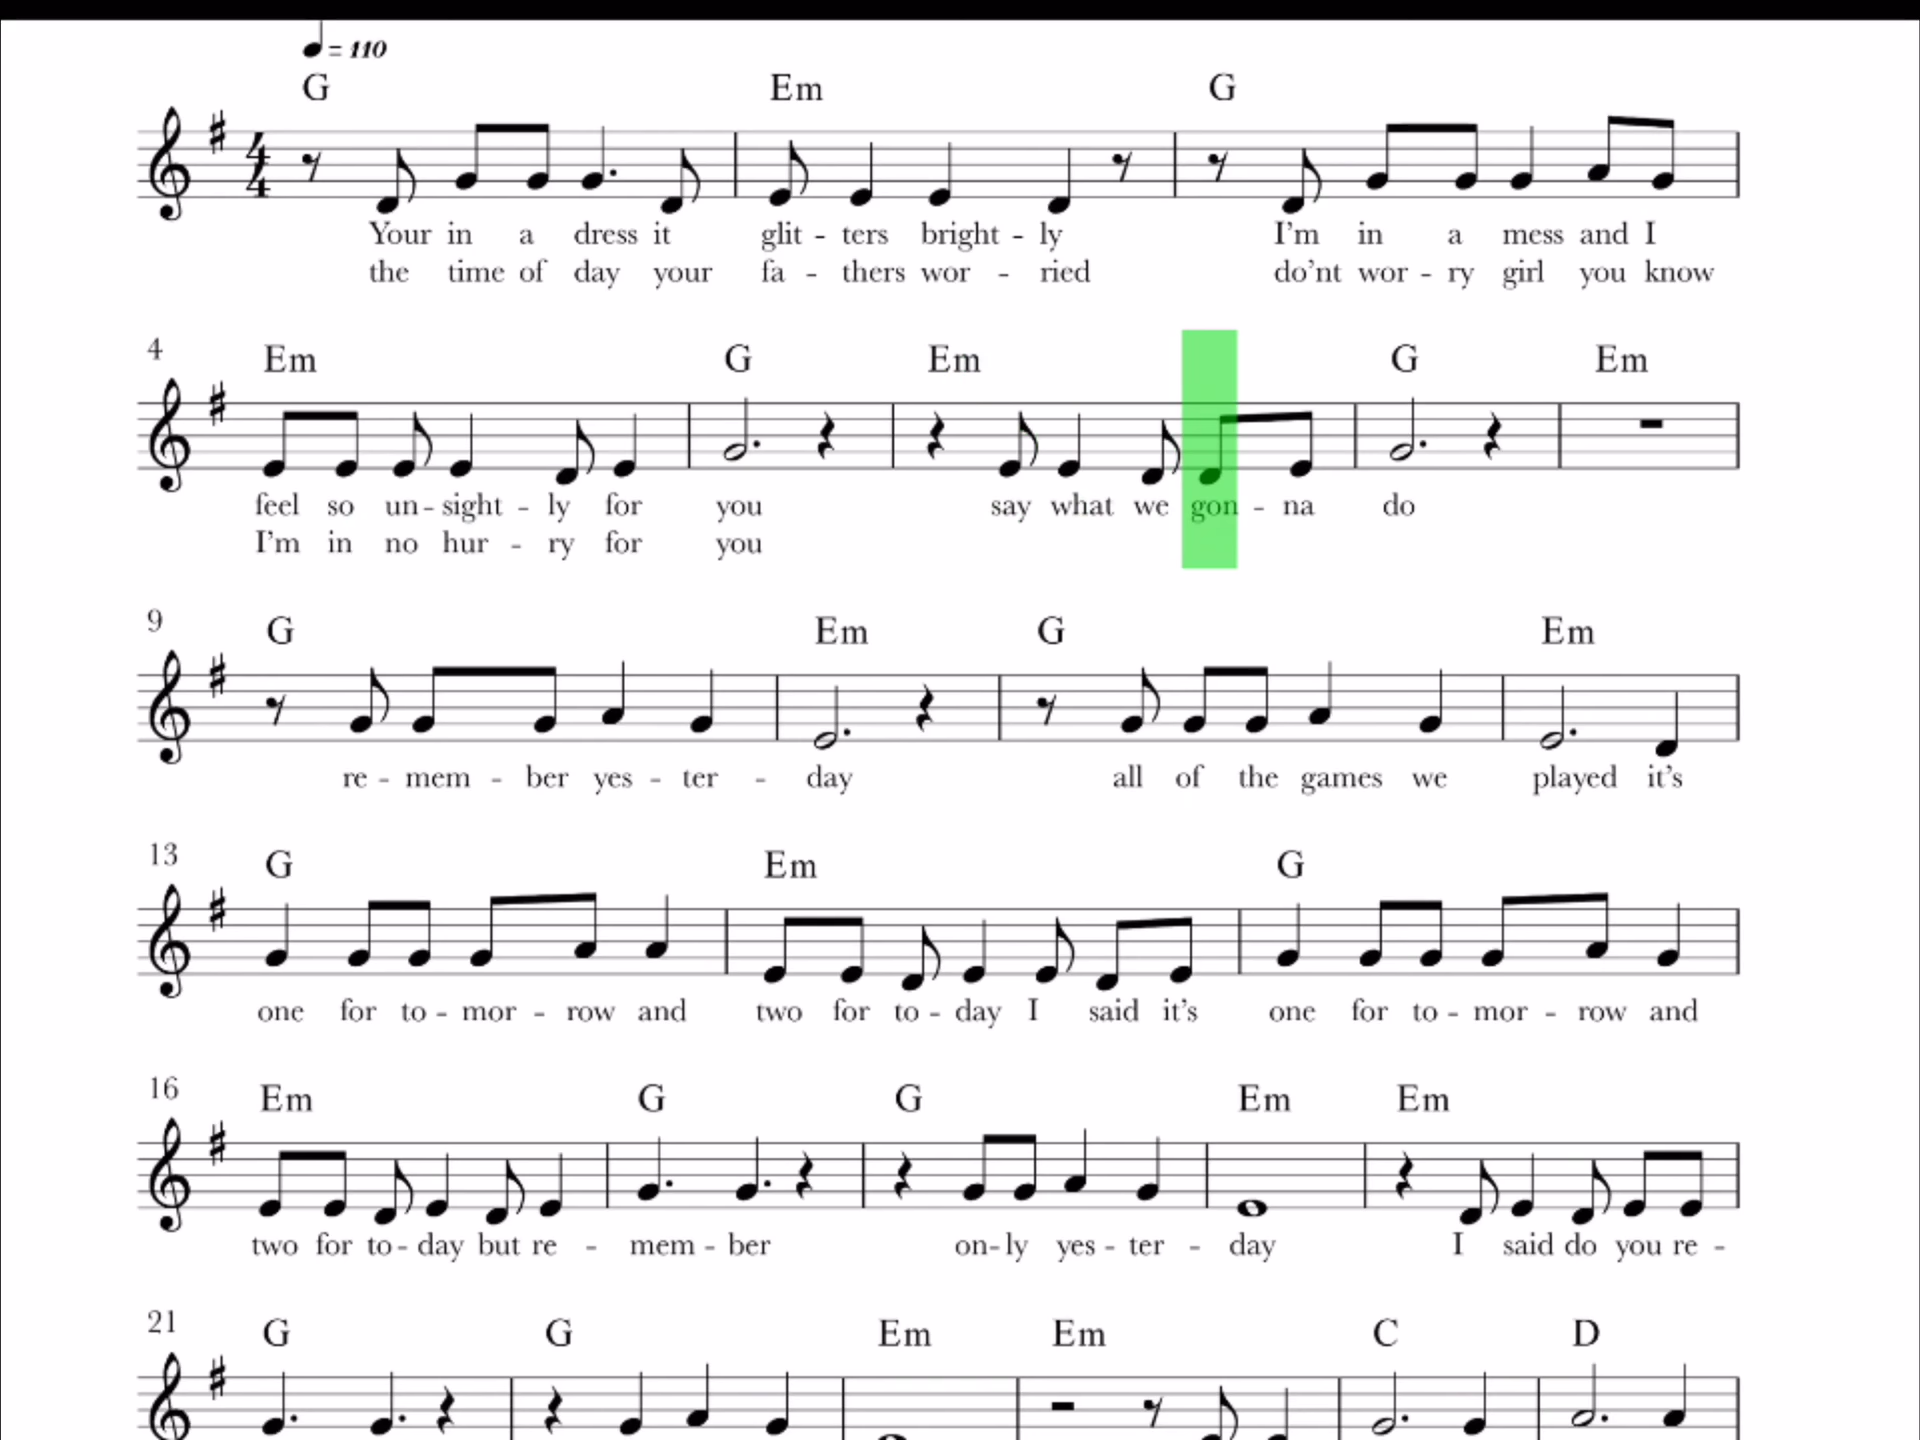 = 110
G Em G
4
4
Your in a dress it glit - ters bright - ly I'm in a mess and I
the time of day your fa - thers wor - ried do'nt wor - ry girl you know
4 Em G Em G Em
feel so un - sight - ly for you say what we gon - na do
I'm in no hur - ry for you
9 G Em G Em
re - mem - ber yes - ter - day all of the games we played it's
13 G Em G
one for to - mor - row and two for to - day I said it's one for to - mor - row and
16 Em G G Em Em
two for to - day but re - mem - ber on - ly yes - ter - day I said do you re -
21 G G Em Em C D